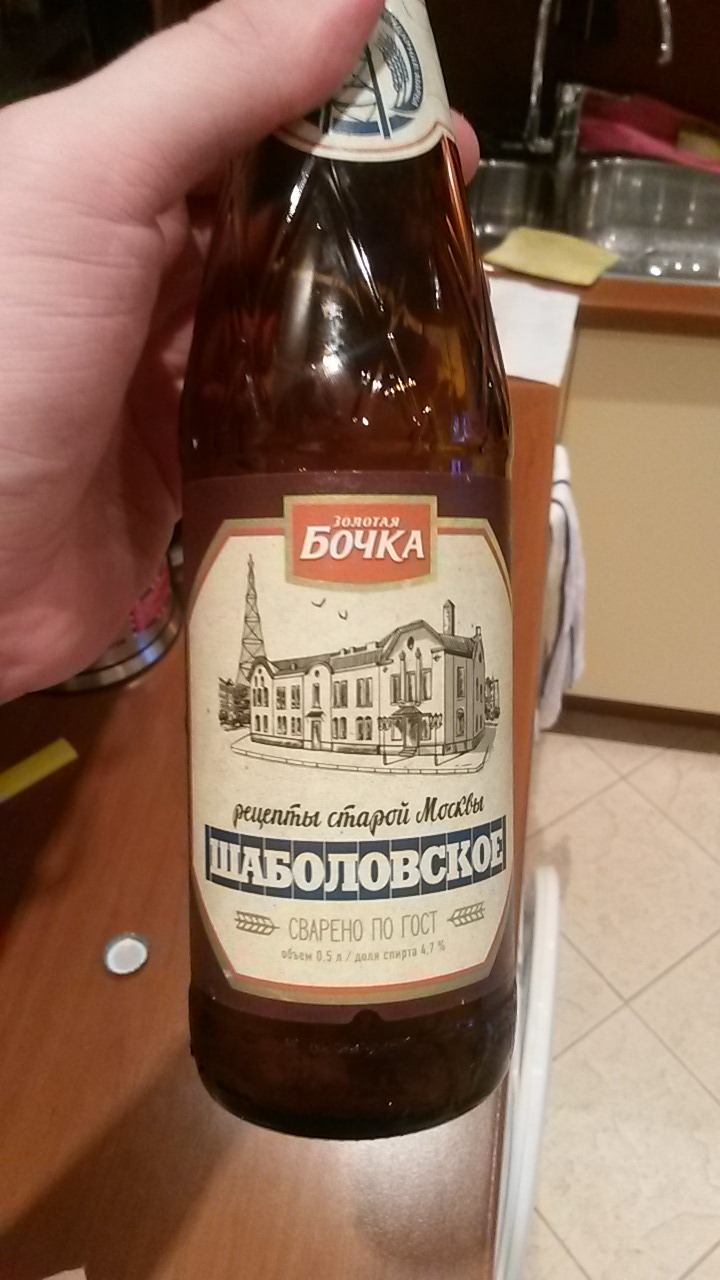 ЗОЛОТАЯ
БОЧКА
рецепты старой Москвы
ШАБОЛОВСКОЕ
СВАРЕНО ПО ГОСТ
объем 0,5 л / доля спирта 4,7 %